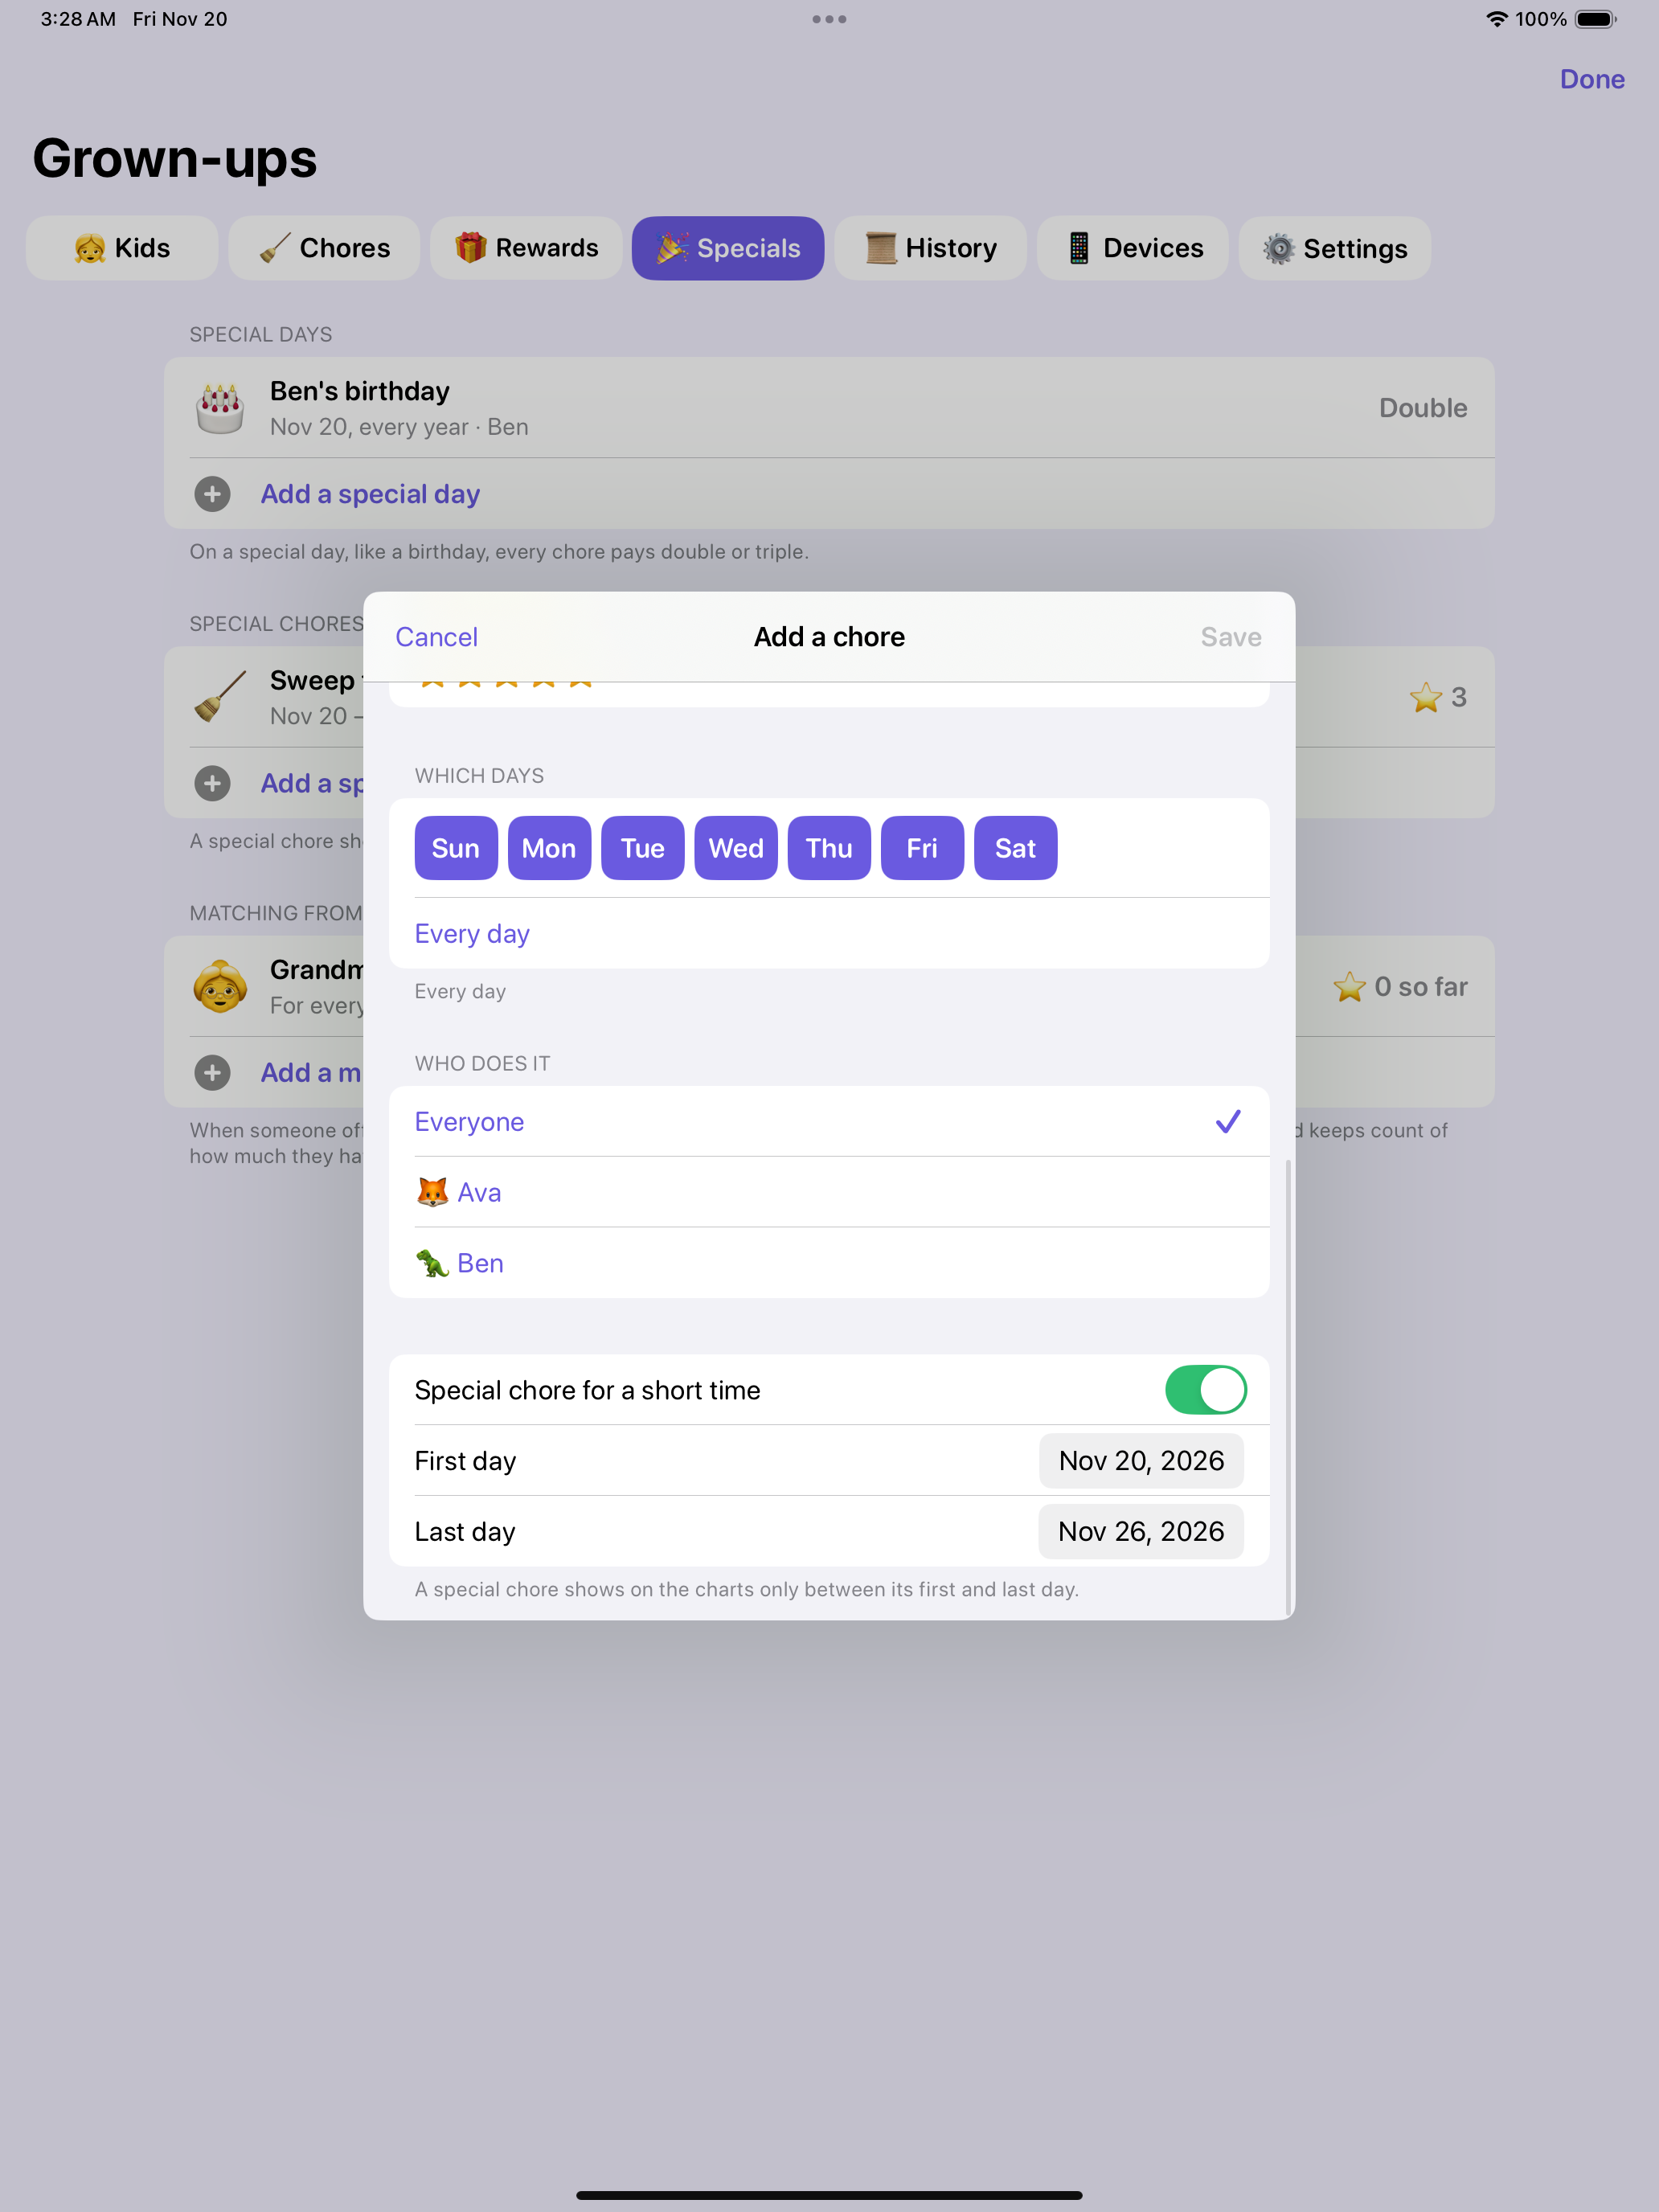 3:28 AM Fri Nov 20
100%
Done
Grown-ups
Kids
Chores
Rewards
Specials
History
Devices
Settings
SPECIAL DAYS
Ben's birthday
Nov 20, every year · Ben
Double
Add a special day
On a special day, like a birthday, every chore pays double or triple.
SPECIAL CHORES
Sweep
Nov 20 –
3
Add a
A special chore
MATCHING FROM
For every
0 so far
Add a
When someone
keeps count of
how much they
Cancel
Add a chore
Save
WHICH DAYS
Sun Mon Tue Wed Thu Fri Sat
Every day
Every day
WHO DOES IT
Everyone
Ava
Ben
Special chore for a short time
First day
Nov 20, 2026
Last day
Nov 26, 2026
A special chore shows on the charts only between its first and last day.